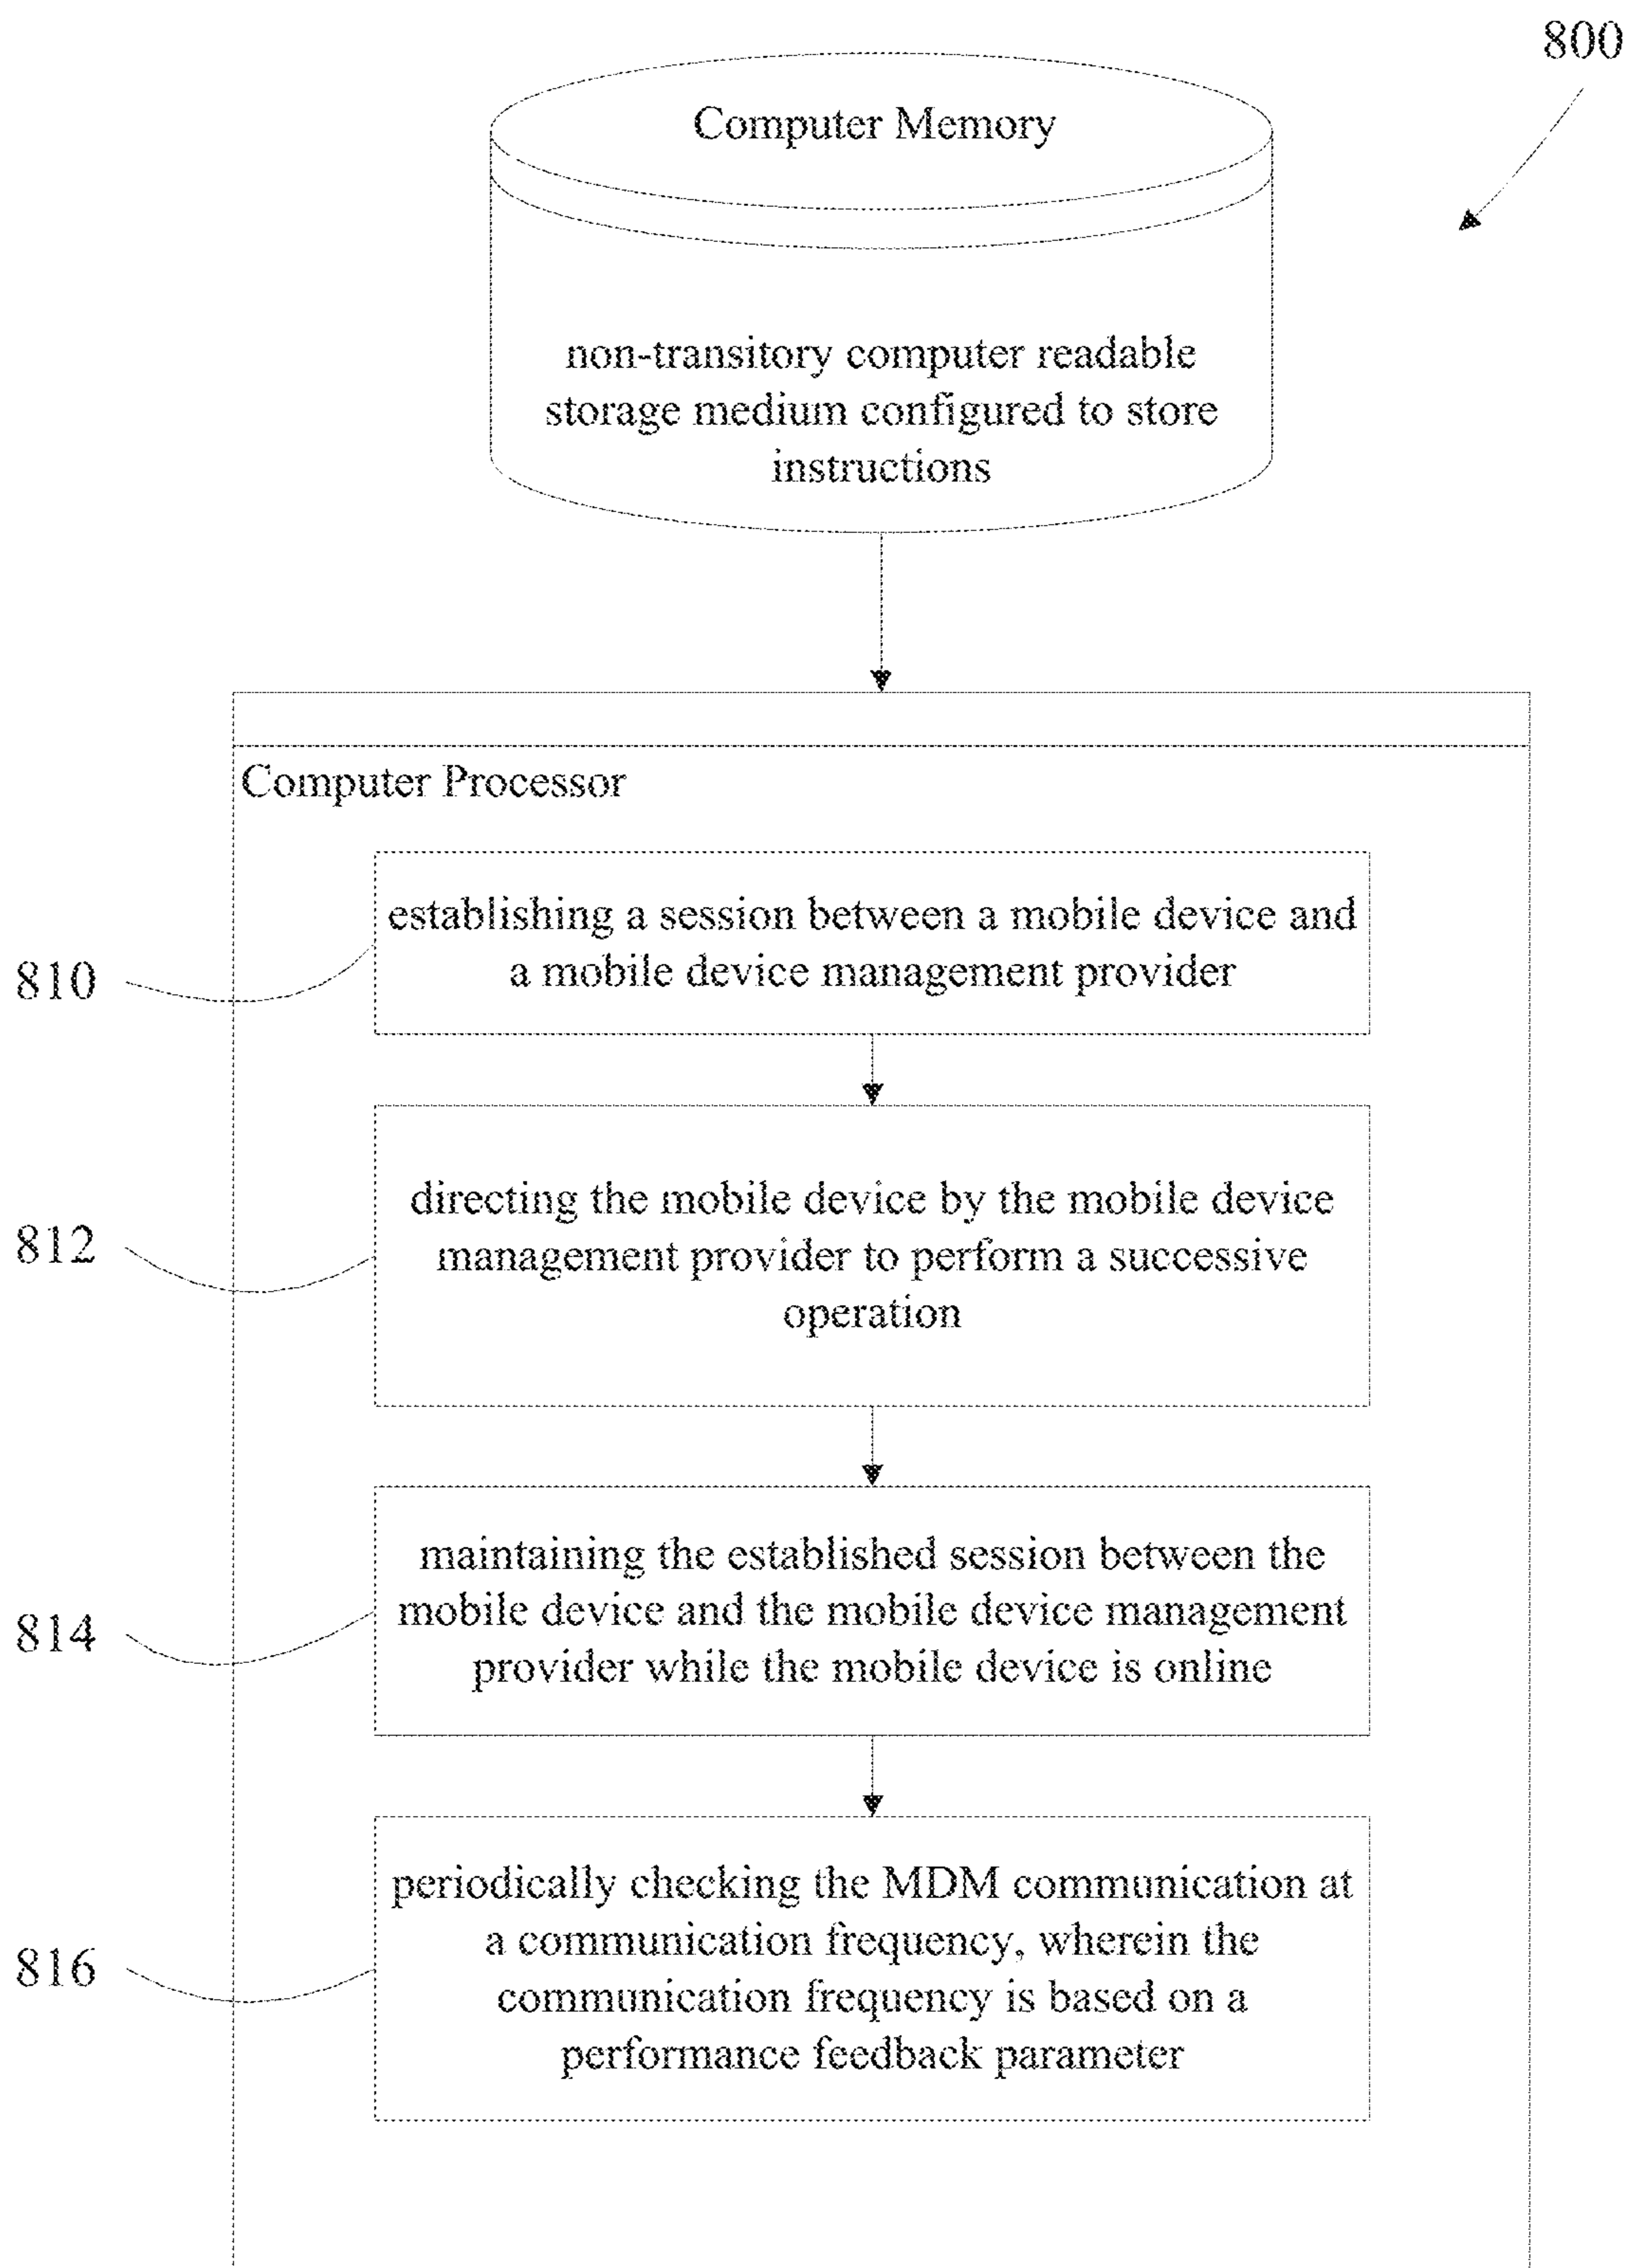 800
Computer Memory
non-transitory computer readable
storage medium configured to store
instructions
Computer Processor
establishing a session between a mobile device and
a mobile device management provider
810
directing the mobile device by the mobile device
management provider to perform a successive
operation
812
maintaining the established session between the
mobile device and the mobile device management
provider while the mobile device is online
814
periodically checking the MDM communication at
a communication frequency, wherein the
communication frequency is based on a
performance feedback parameter
816